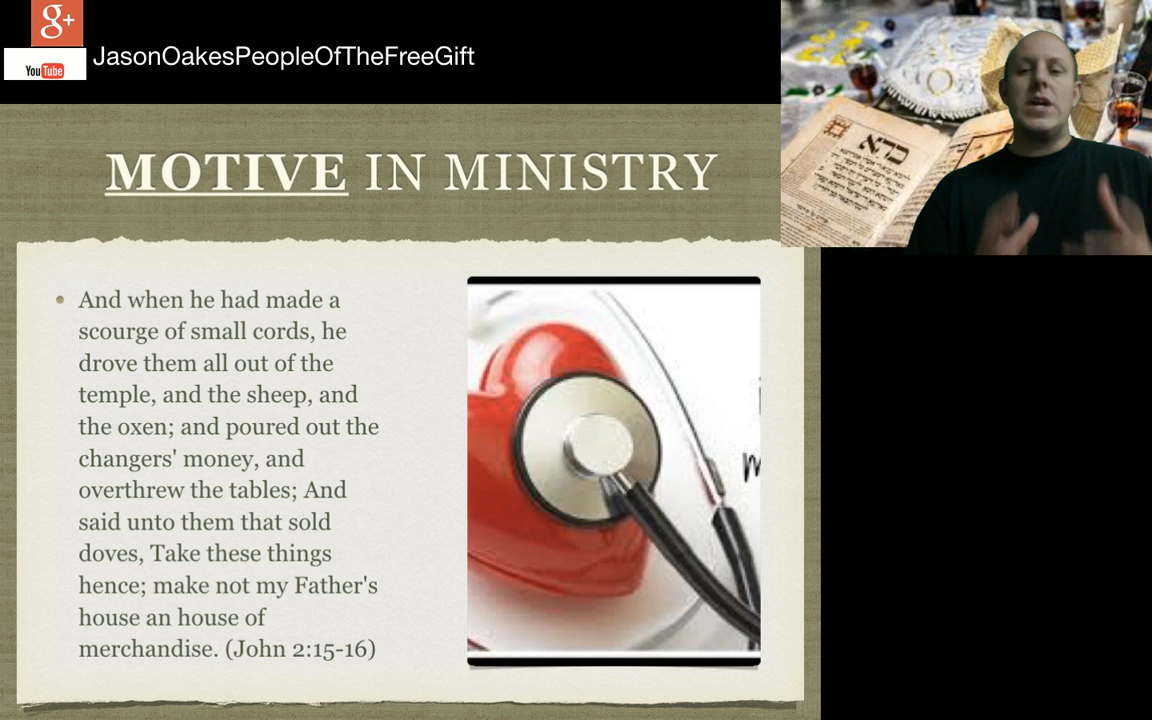 g+
YouTube
JasonOakesPeopleOfTheFreeGift
MOTIVE IN MINISTRY
And when he had made a
scourge of small cords, he
drove them all out of the
temple, and the sheep, and
the oxen; and poured out the
changers' money, and
overthrew the tables; And
said unto them that sold
doves, Take these things
hence; make not my Father's
house an house of
merchandise. (John 2:15-16)